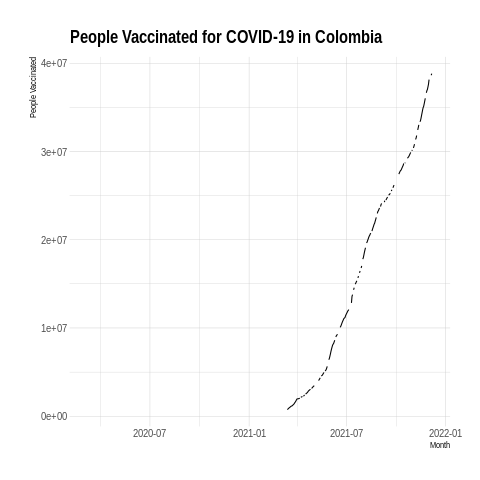 People Vaccinated for COVID-19 in Colombia
People Vaccinated
4e+07
3e+07
2e+07
1e+07
0e+00
2020-07
2021-01
2021-07
2022-01
Month